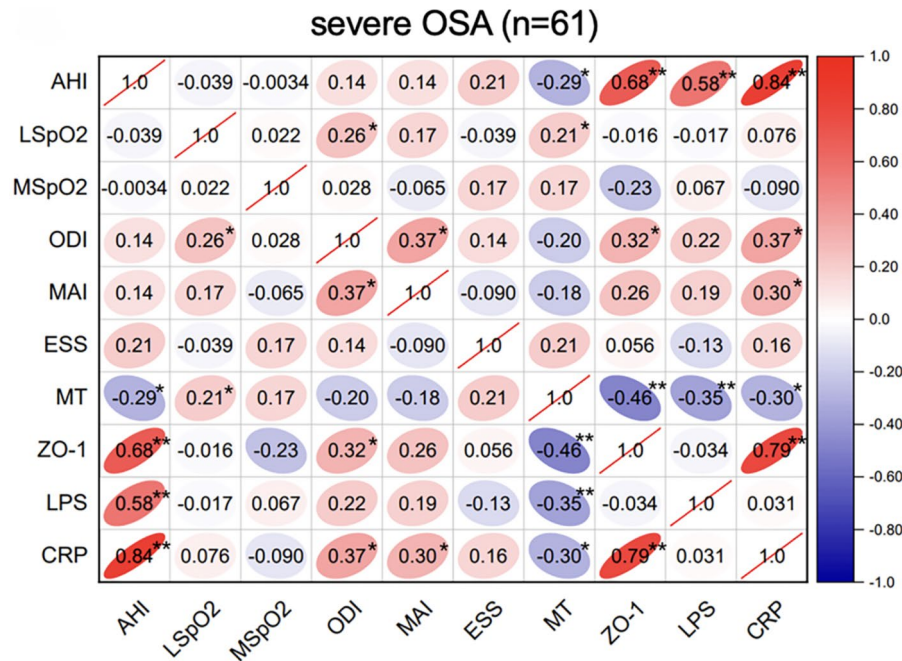 severe OSA (n=61)
AHI 1.0 -0.039 -0.0034 0.14 0.14 0.21 -0.29* 0.68** 0.58** 0.84** 1.0
LSpO2 -0.039 1.0 0.022 0.26* 0.17 -0.039 0.21* -0.016 -0.017 0.076 0.80
MSpO2 -0.0034 0.022 1.0 0.028 -0.065 0.17 0.17 -0.23 0.067 -0.090 0.60
ODI 0.14 0.26* 0.028 1.0 0.37* 0.14 -0.20 0.32* 0.22 0.37* 0.40
MAI 0.14 0.17 -0.065 0.37* 1.0 -0.090 -0.18 0.26 0.19 0.30* 0.20
ESS 0.21 -0.039 0.17 0.14 -0.090 1.0 0.21 0.056 -0.13 0.16 0.0
MT -0.29* 0.21* 0.17 -0.20 -0.18 0.21 1.0 -0.46** -0.35** -0.30* -0.20
ZO-1 0.68** -0.016 -0.23 0.32* 0.26 0.056 -0.46** 1.0 -0.034 0.79** -0.40
LPS 0.58** -0.017 0.067 0.22 0.19 -0.13 -0.35** -0.034 1.0 0.031 -0.60
CRP 0.84** 0.076 -0.090 0.37* 0.30* 0.16 -0.30* 0.79** 0.031 1.0 -0.80
-1.0
AHI LSpO2 MSpO2 ODI MAI ESS MT ZO-1 LPS CRP